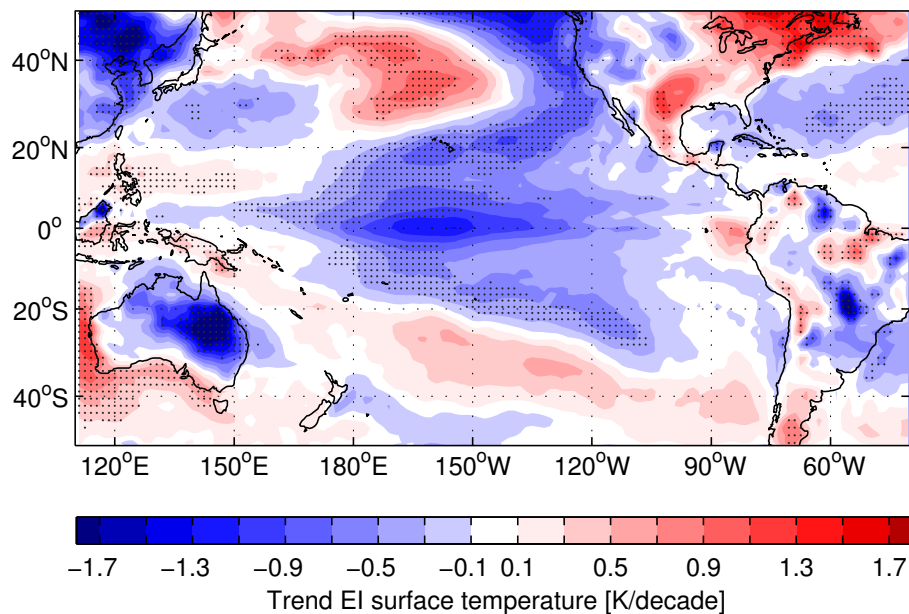 40°N
20°N
0°
20°S
40°S
120°E 150°E 180°E 150°W 120°W 90°W 60°W
−1.7 −1.3 −0.9 −0.5 −0.1 0.1 0.5 0.9 1.3 1.7
Trend EI surface temperature [K/decade]